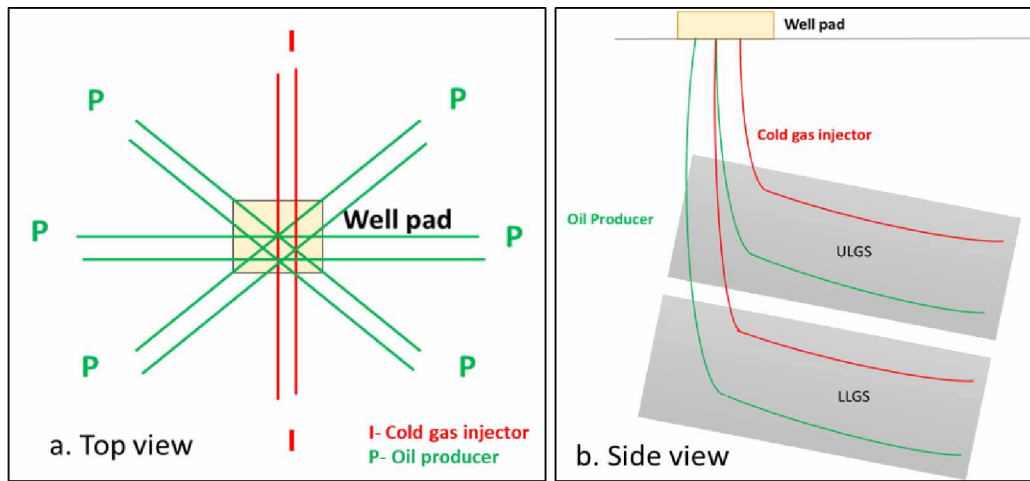 I
P
P
P
Well pad
P
P
P
I
a. Top view
I- Cold gas injector
P- Oil producer
Well pad
Cold gas injector
Oil Producer
ULGS
LLGS
b. Side view